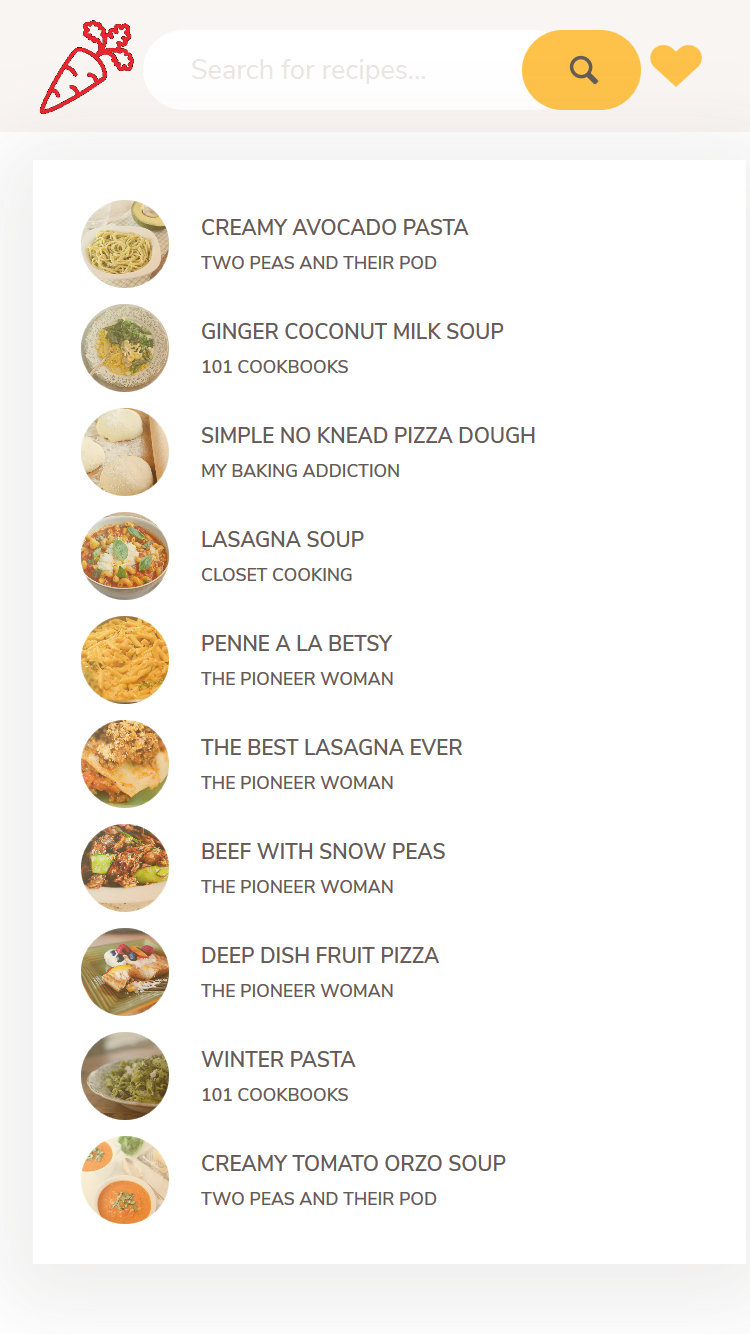 Search for recipes...
CREAMY AVOCADO PASTA
TWO PEAS AND THEIR POD
GINGER COCONUT MILK SOUP
101 COOKBOOKS
SIMPLE NO KNEAD PIZZA DOUGH
MY BAKING ADDICTION
LASAGNA SOUP
CLOSET COOKING
PENNE A LA BETSY
THE PIONEER WOMAN
THE BEST LASAGNA EVER
THE PIONEER WOMAN
BEEF WITH SNOW PEAS
THE PIONEER WOMAN
DEEP DISH FRUIT PIZZA
THE PIONEER WOMAN
WINTER PASTA
101 COOKBOOKS
CREAMY TOMATO ORZO SOUP
TWO PEAS AND THEIR POD